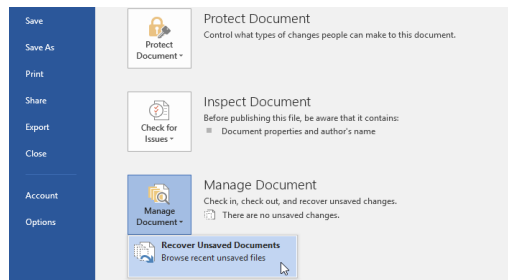 Save
Save As
Print
Share
Export
Close
Account
Options
Protect
Document
Protect Document
Control what types of changes people can make to this document.
Check for
Issues
Inspect Document
Before publishing this file, be aware that it contains:
Document properties and author's name
Manage
Document
Manage Document
Check in, check out, and recover unsaved changes.
There are no unsaved changes.
Recover Unsaved Documents
Browse recent unsaved files